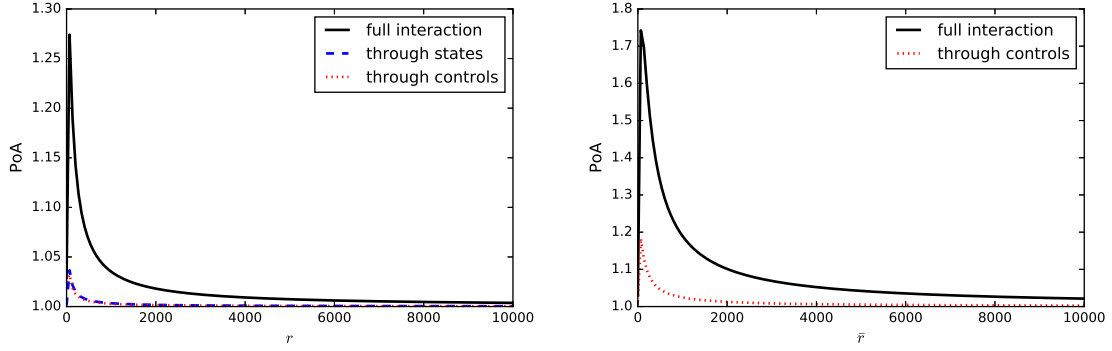 1.30
1.25
1.20
1.15
1.10
1.05
1.00
PoA
0 2000 4000 6000 8000 10000
r
full interaction
through states
through controls
1.8
1.7
1.6
1.5
1.4
1.3
1.2
1.1
1.0
PoA
0 2000 4000 6000 8000 10000
r̄
full interaction
through controls